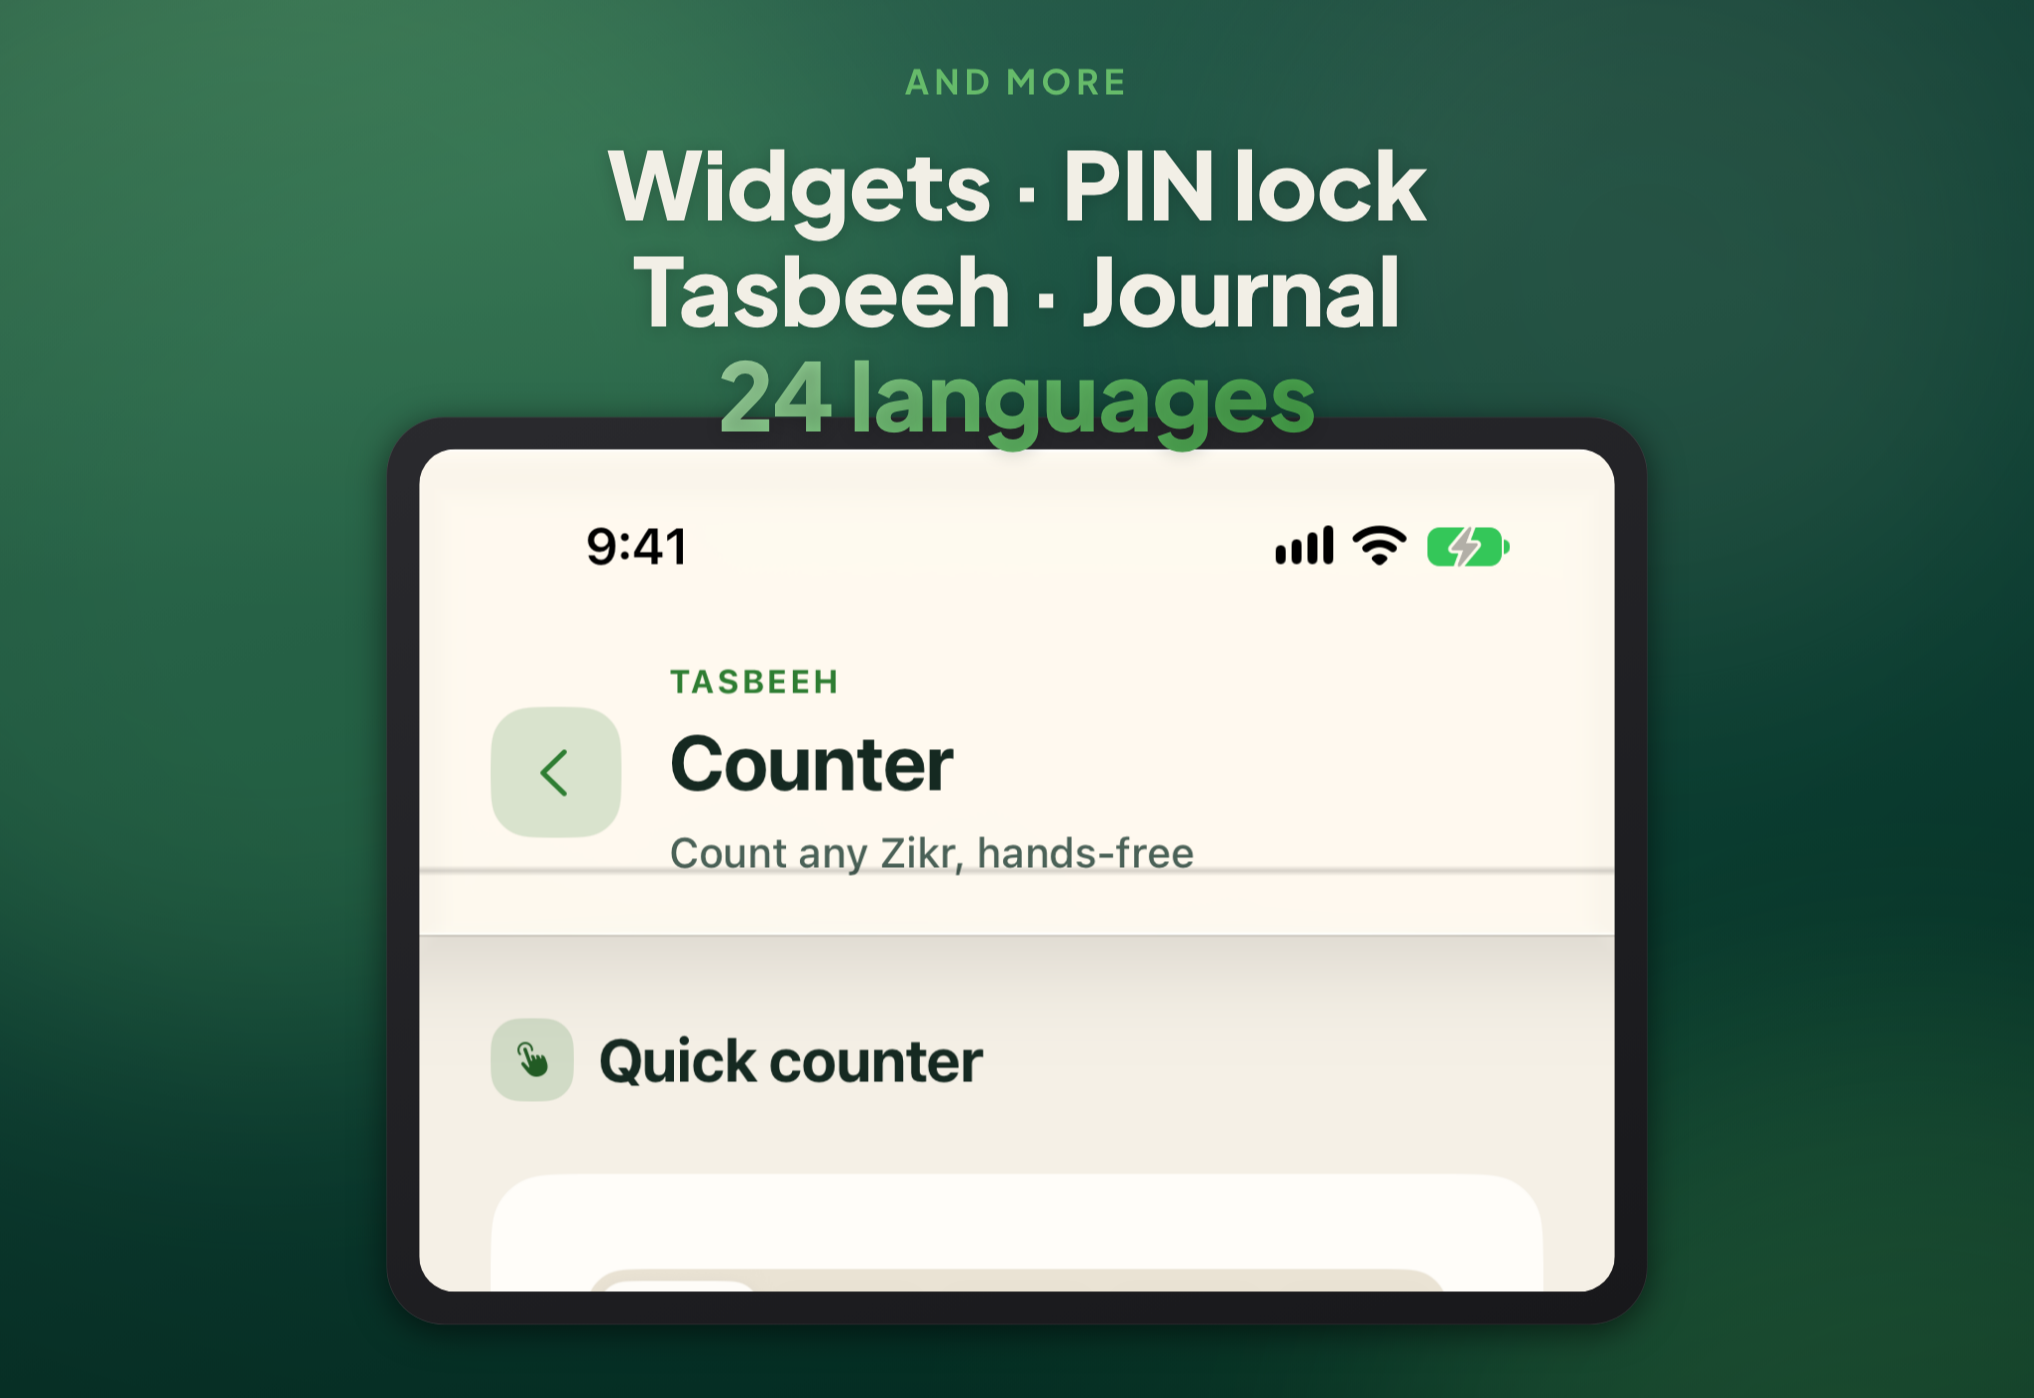 AND MORE
Widgets · PIN lock
Tasbeeh · Journal
24 languages
9:41
TASBEEH
Counter
Count any Zikr, hands-free
Quick counter